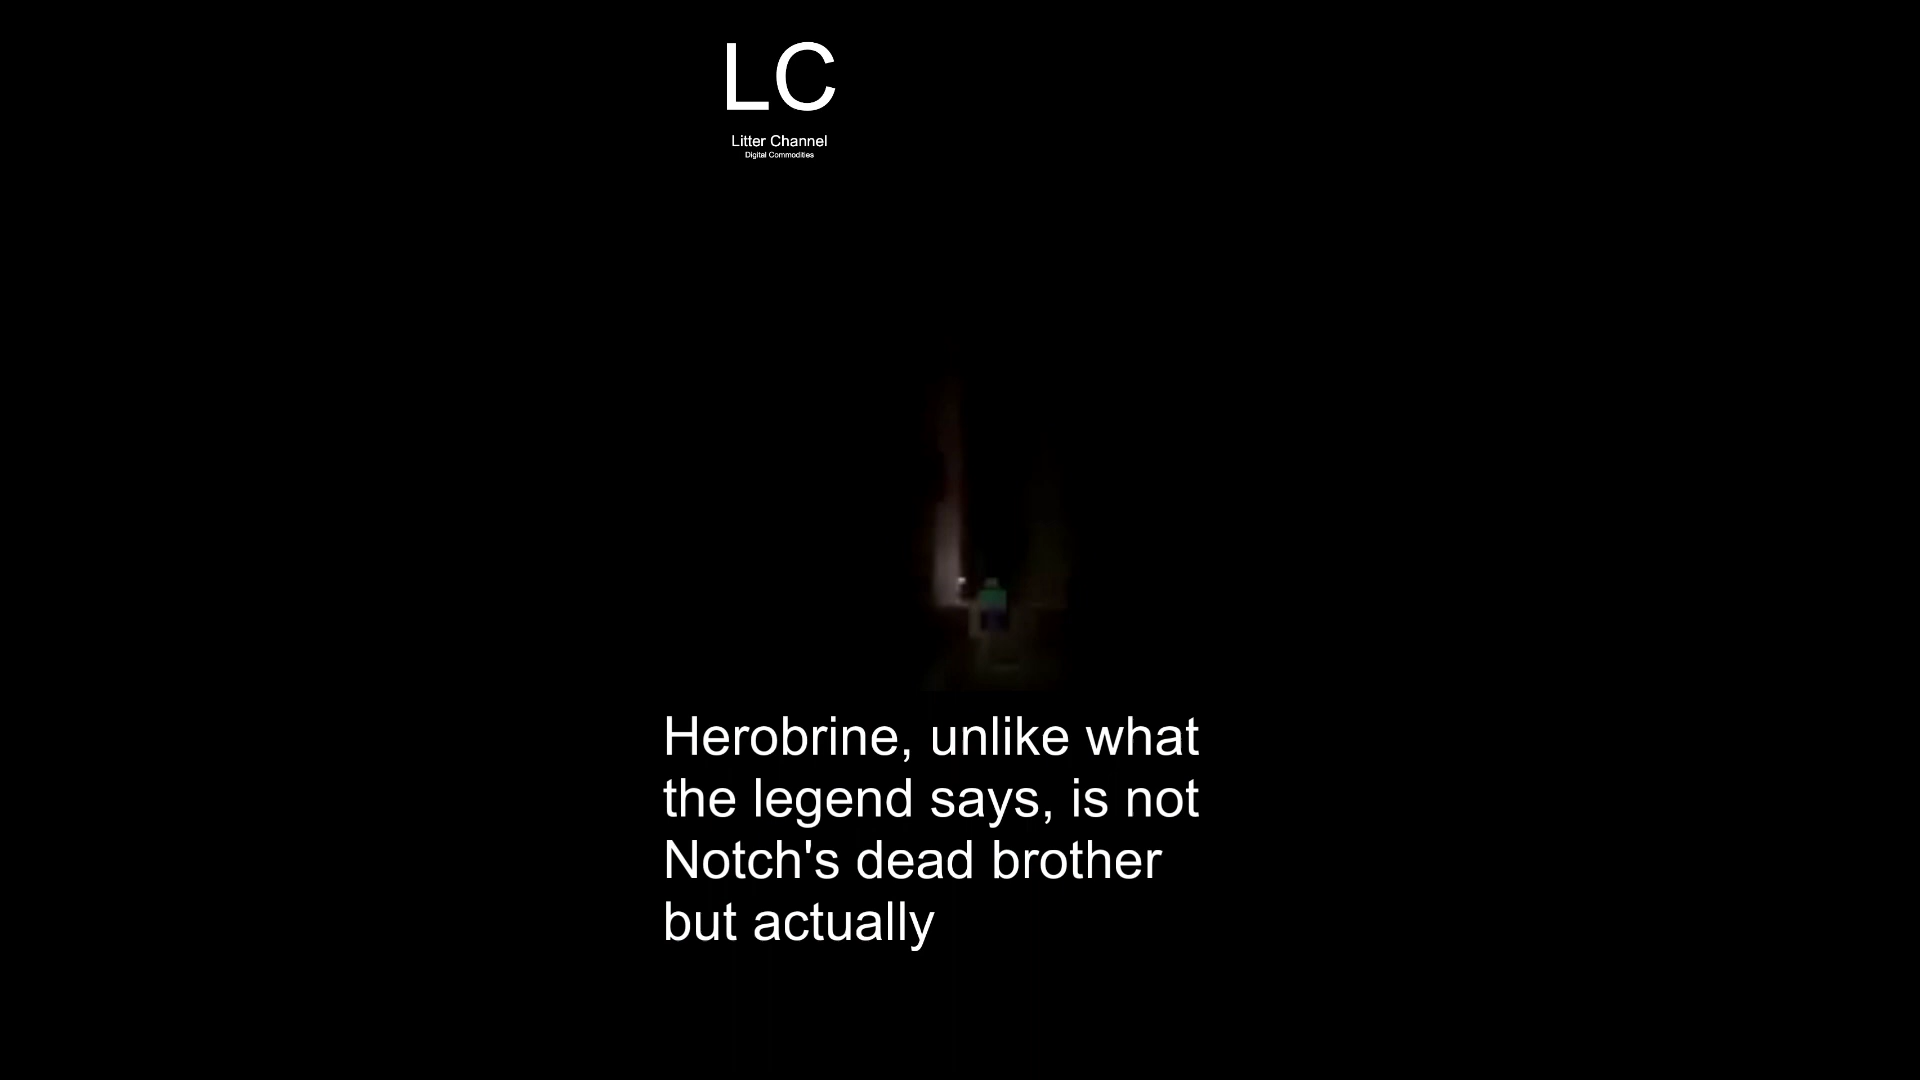 LC
Litter Channel
Digital Commodities
Herobrine, unlike what
the legend says, is not
Notch's dead brother
but actually